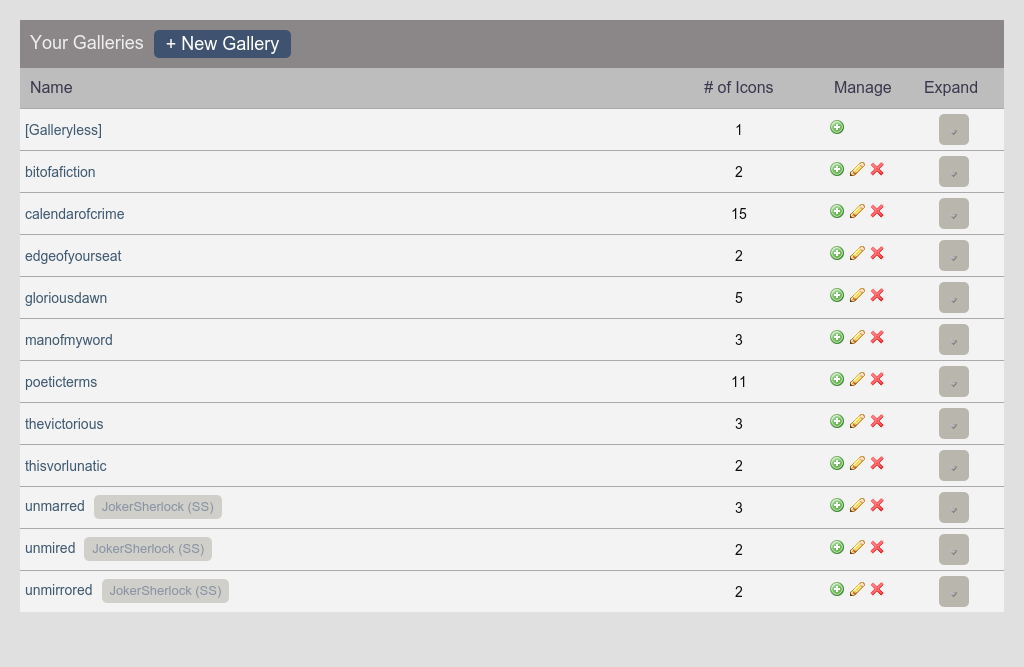 Your Galleries + New Gallery
Name # of Icons Manage Expand
[Galleryless] 1
bitofafiction 2
calendarofcrime 15
edgeofyourseat 2
gloriousdawn 5
manofmyword 3
poeticterms 11
thevictorious 3
thisvorlunatic 2
unmarred JokerSherlock (SS) 3
unmired JokerSherlock (SS) 2
unmirrored JokerSherlock (SS) 2